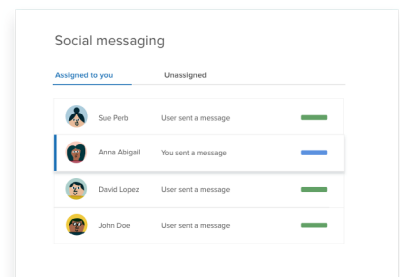 Social messaging
Assigned to you Unassigned
Sue Perb User sent a message
Anna Abigail You sent a message
David Lopez User sent a message
John Doe User sent a message